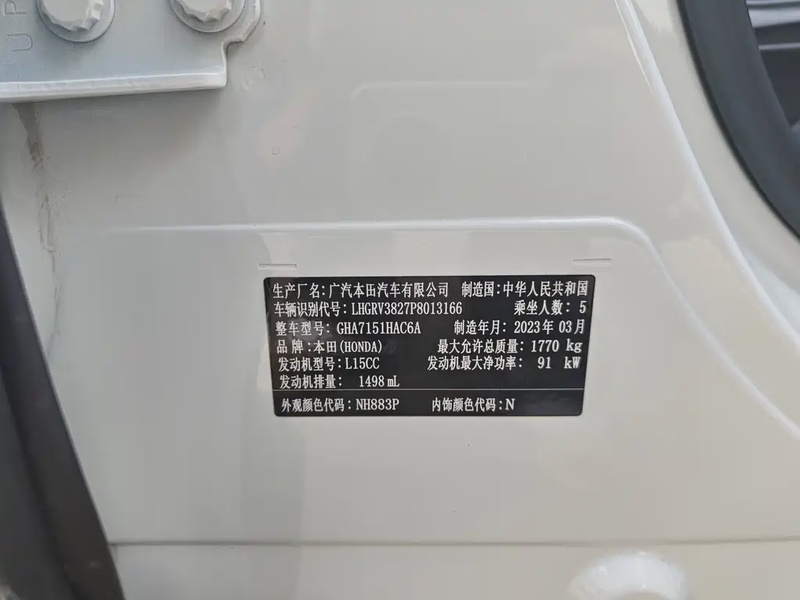 UP
生产厂名:广汽本田汽车有限公司 制造国:中华人民共和国
车辆识别代号:LHGRV3827P8013166 乘坐人数: 5
整车型号: GHA7151HAC6A 制造年月:2023年 03月
品 牌:本田(HONDA) 最大允许总质量: 1770 kg
发动机型号:L15CC 发动机最大净功率: 91 kW
发动机排量: 1498 mL
外观颜色代码: NH883P 内饰颜色代码: N